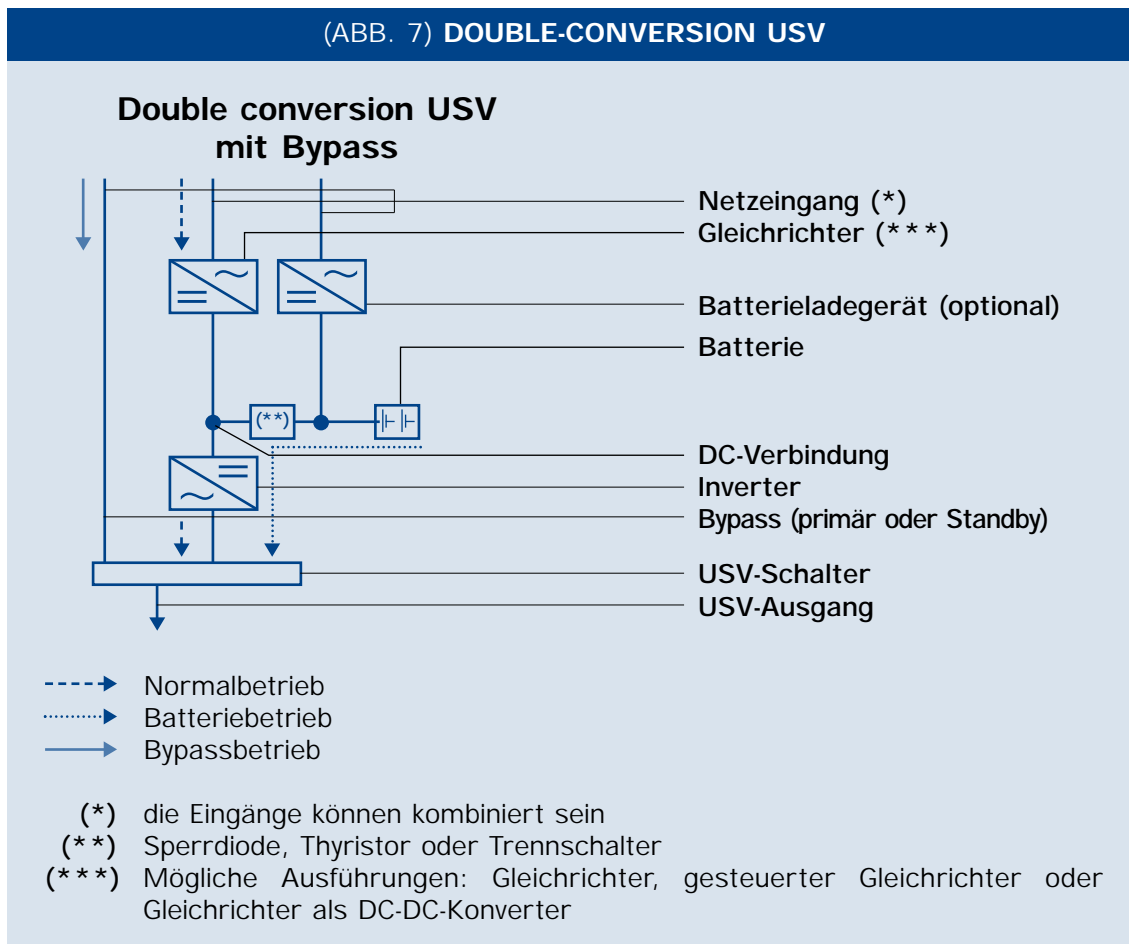 (ABB. 7) DOUBLE-CONVERSION USV
Double conversion USV
mit Bypass
Netzeingang (*)
Gleichrichter (***)
Batterieladegerät (optional)
Batterie
(**)
DC-Verbindung
Inverter
Bypass (primär oder Standby)
USV-Schalter
USV-Ausgang
Normalbetrieb
Batteriebetrieb
Bypassbetrieb
(*) die Eingänge können kombiniert sein
(**) Sperrdiode, Thyristor oder Trennschalter
(***) Mögliche Ausführungen: Gleichrichter, gesteuerter Gleichrichter oder
Gleichrichter als DC-DC-Konverter